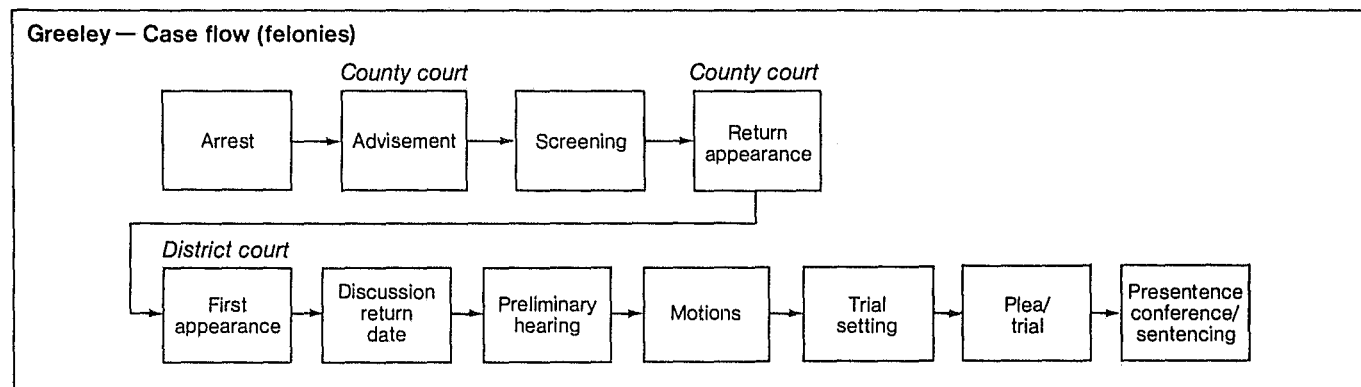 Greeley — Case flow (felonies)
County court
County court
Arrest
Advisement
Screening
Return
appearance
District court
First
appearance
Discussion
return
date
Preliminary
hearing
Motions
Trial
setting
Plea/
trial
Presentence
conference/
sentencing